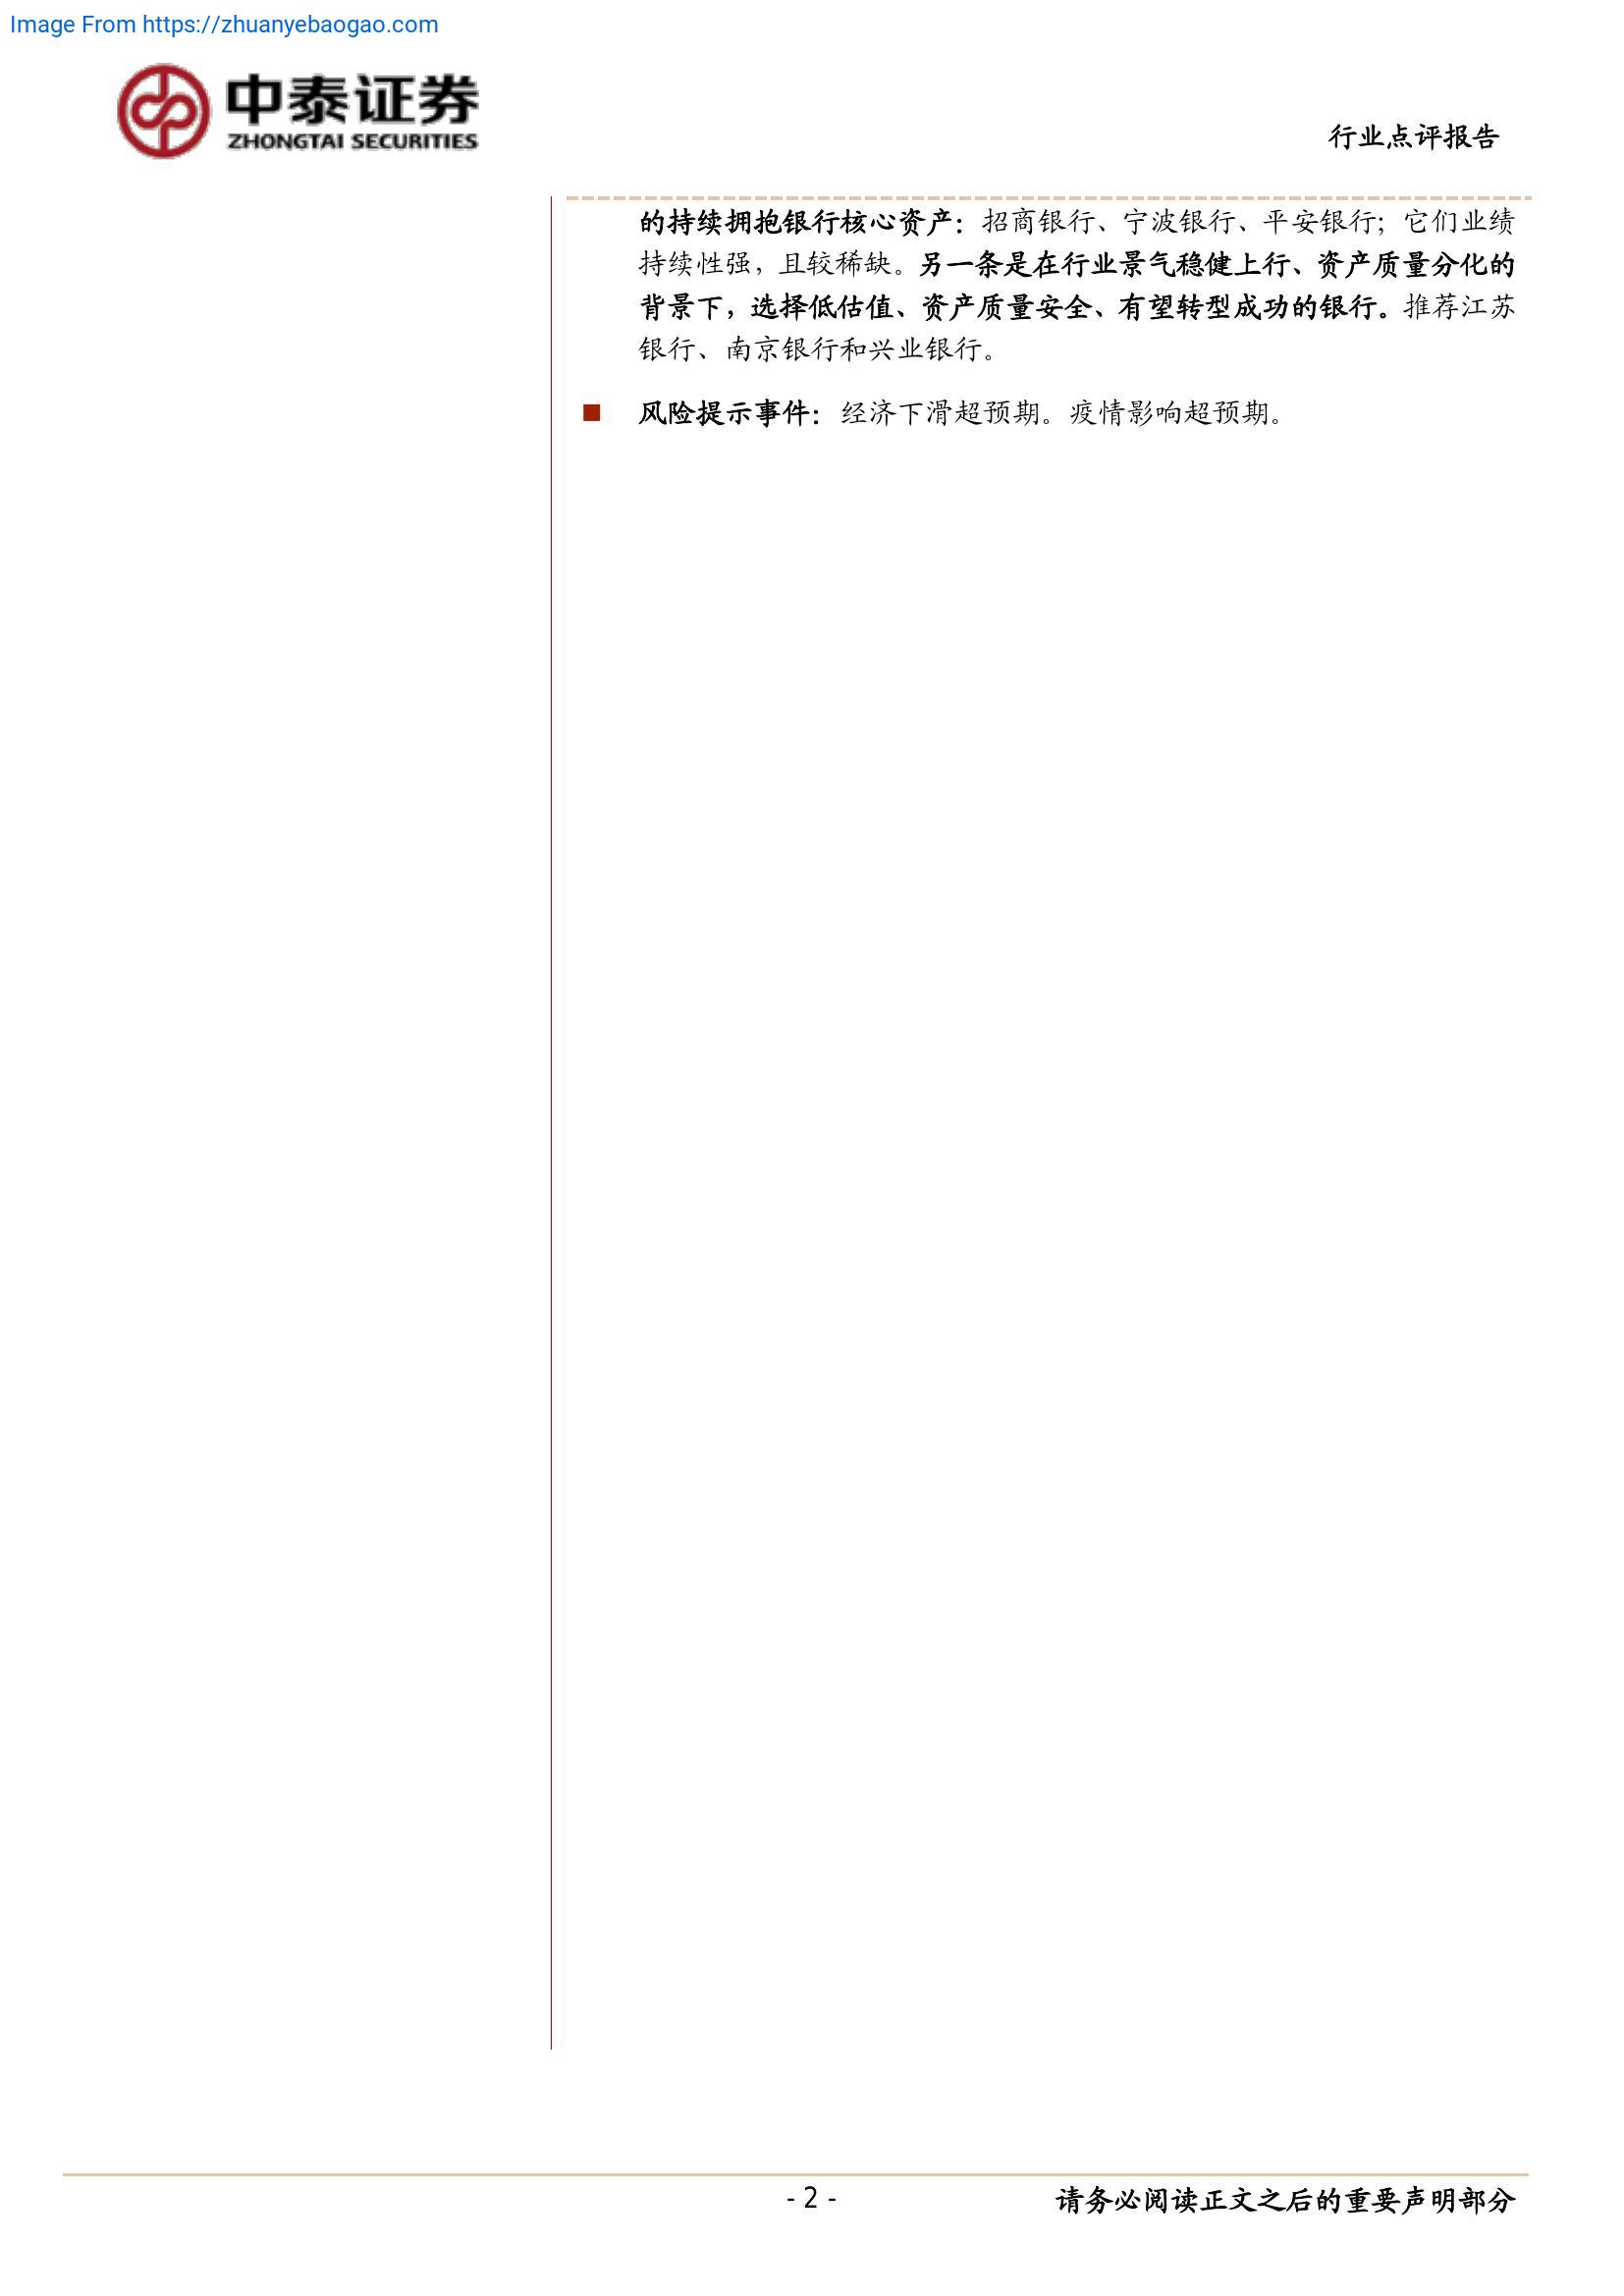 Image From https://zhuanyebaogao.com
中泰证券
ZHONGTAI SECURITIES
行业点评报告
的持续拥抱银行核心资产：招商银行、宁波银行、平安银行；它们业绩
持续性强，且较稀缺。另一条是在行业景气稳健上行、资产质量分化的
背景下，选择低估值、资产质量安全、有望转型成功的银行。推荐江苏
银行、南京银行和兴业银行。
■ 风险提示事件：经济下滑超预期。疫情影响超预期。
- 2 -
请务必阅读正文之后的重要声明部分